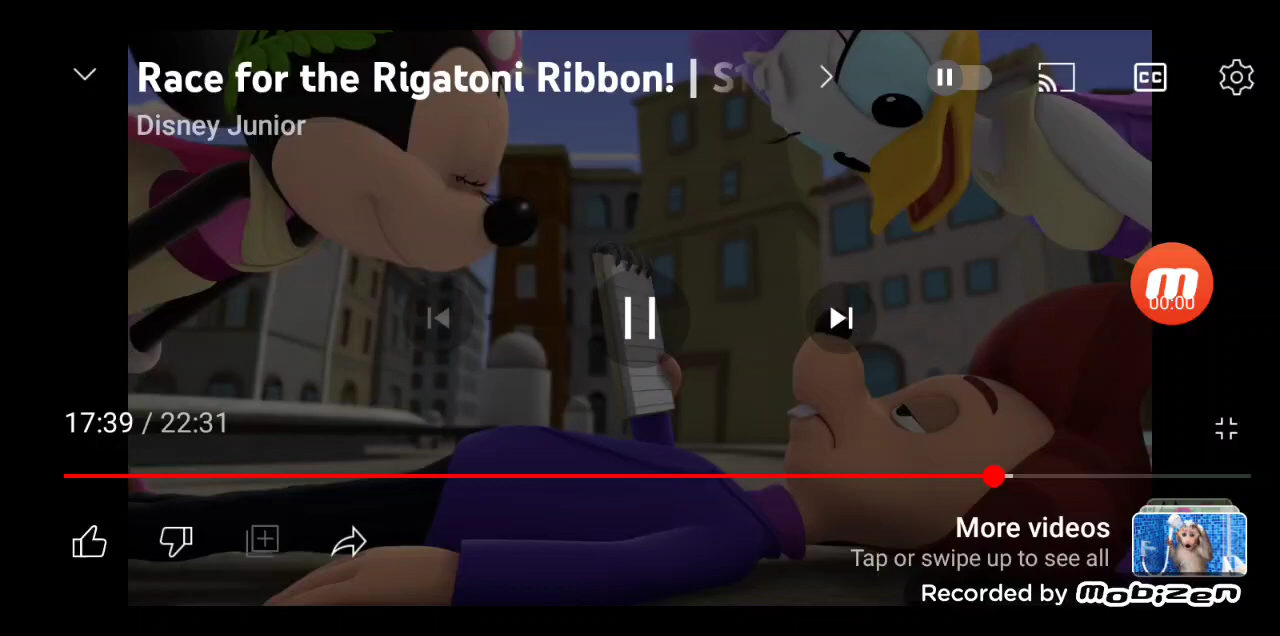 Race for the Rigatoni Ribbon! | S1
Disney Junior
CC
00:00
17:39 / 22:31
More videos
Tap or swipe up to see all
Recorded by mobizen